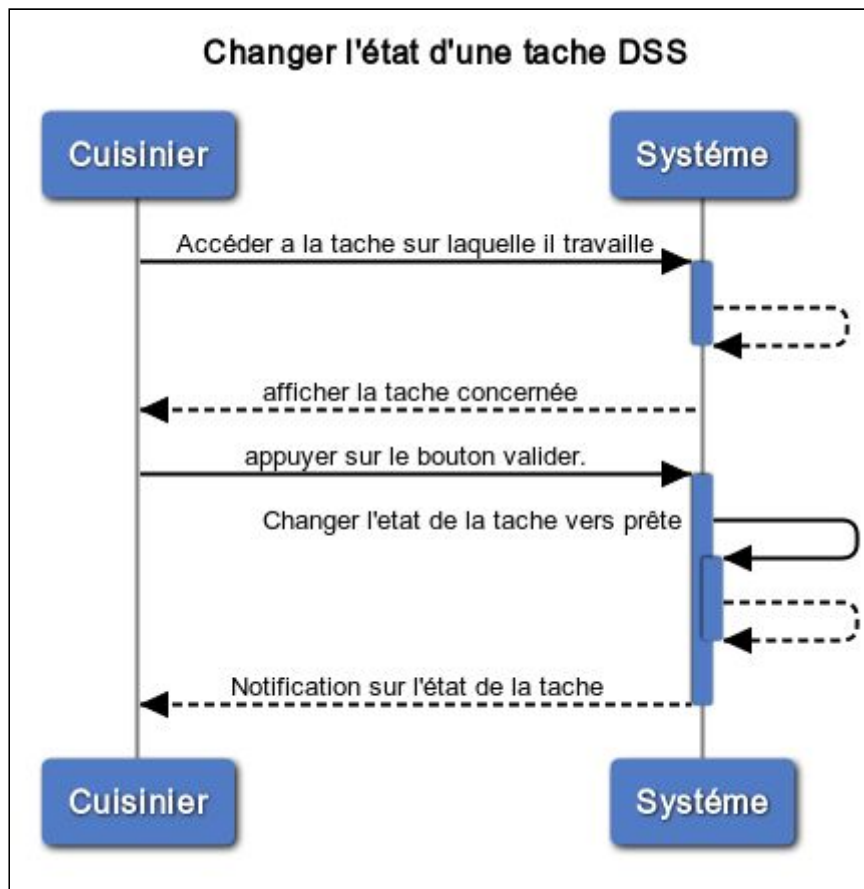 Changer l'état d'une tache DSS
Cuisinier
Systéme
Accéder a la tache sur laquelle il travaille
afficher la tache concernée
appuyer sur le bouton valider.
Changer l'etat de la tache vers prête
Notification sur l'état de la tache
Cuisinier
Systéme